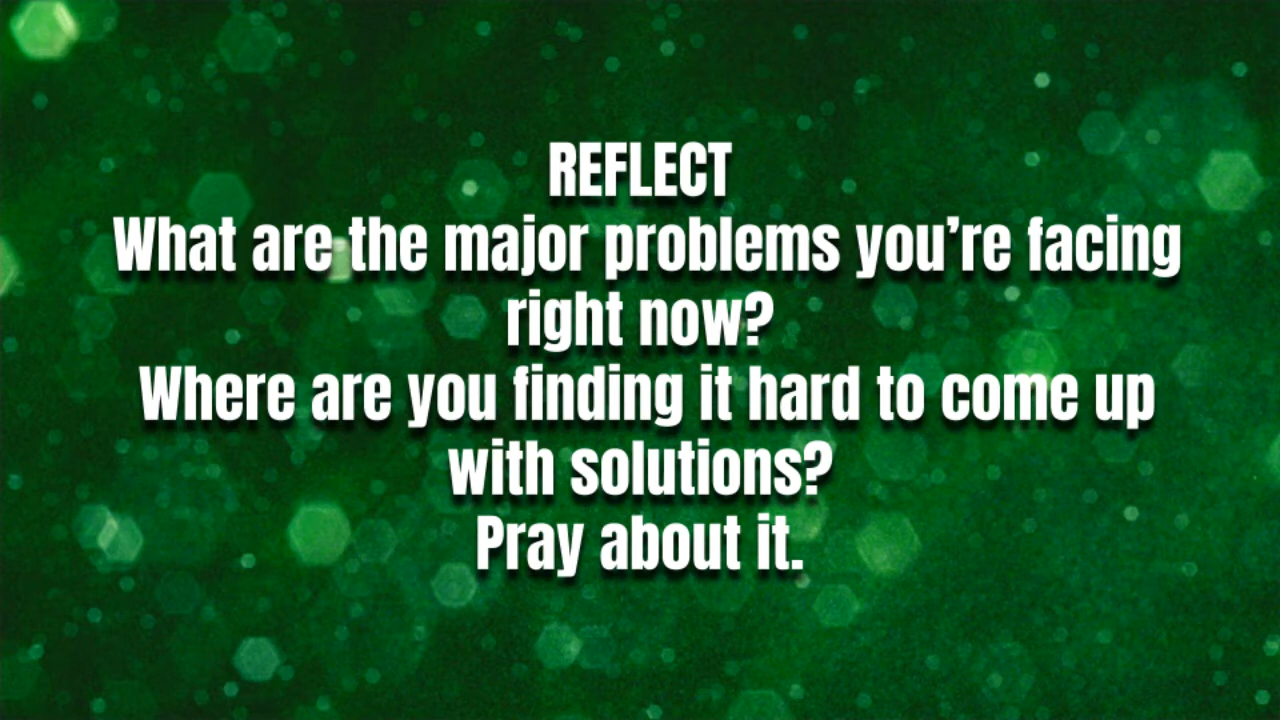 REFLECT
What are the major problems you’re facing
right now?
Where are you finding it hard to come up
with solutions?
Pray about it.